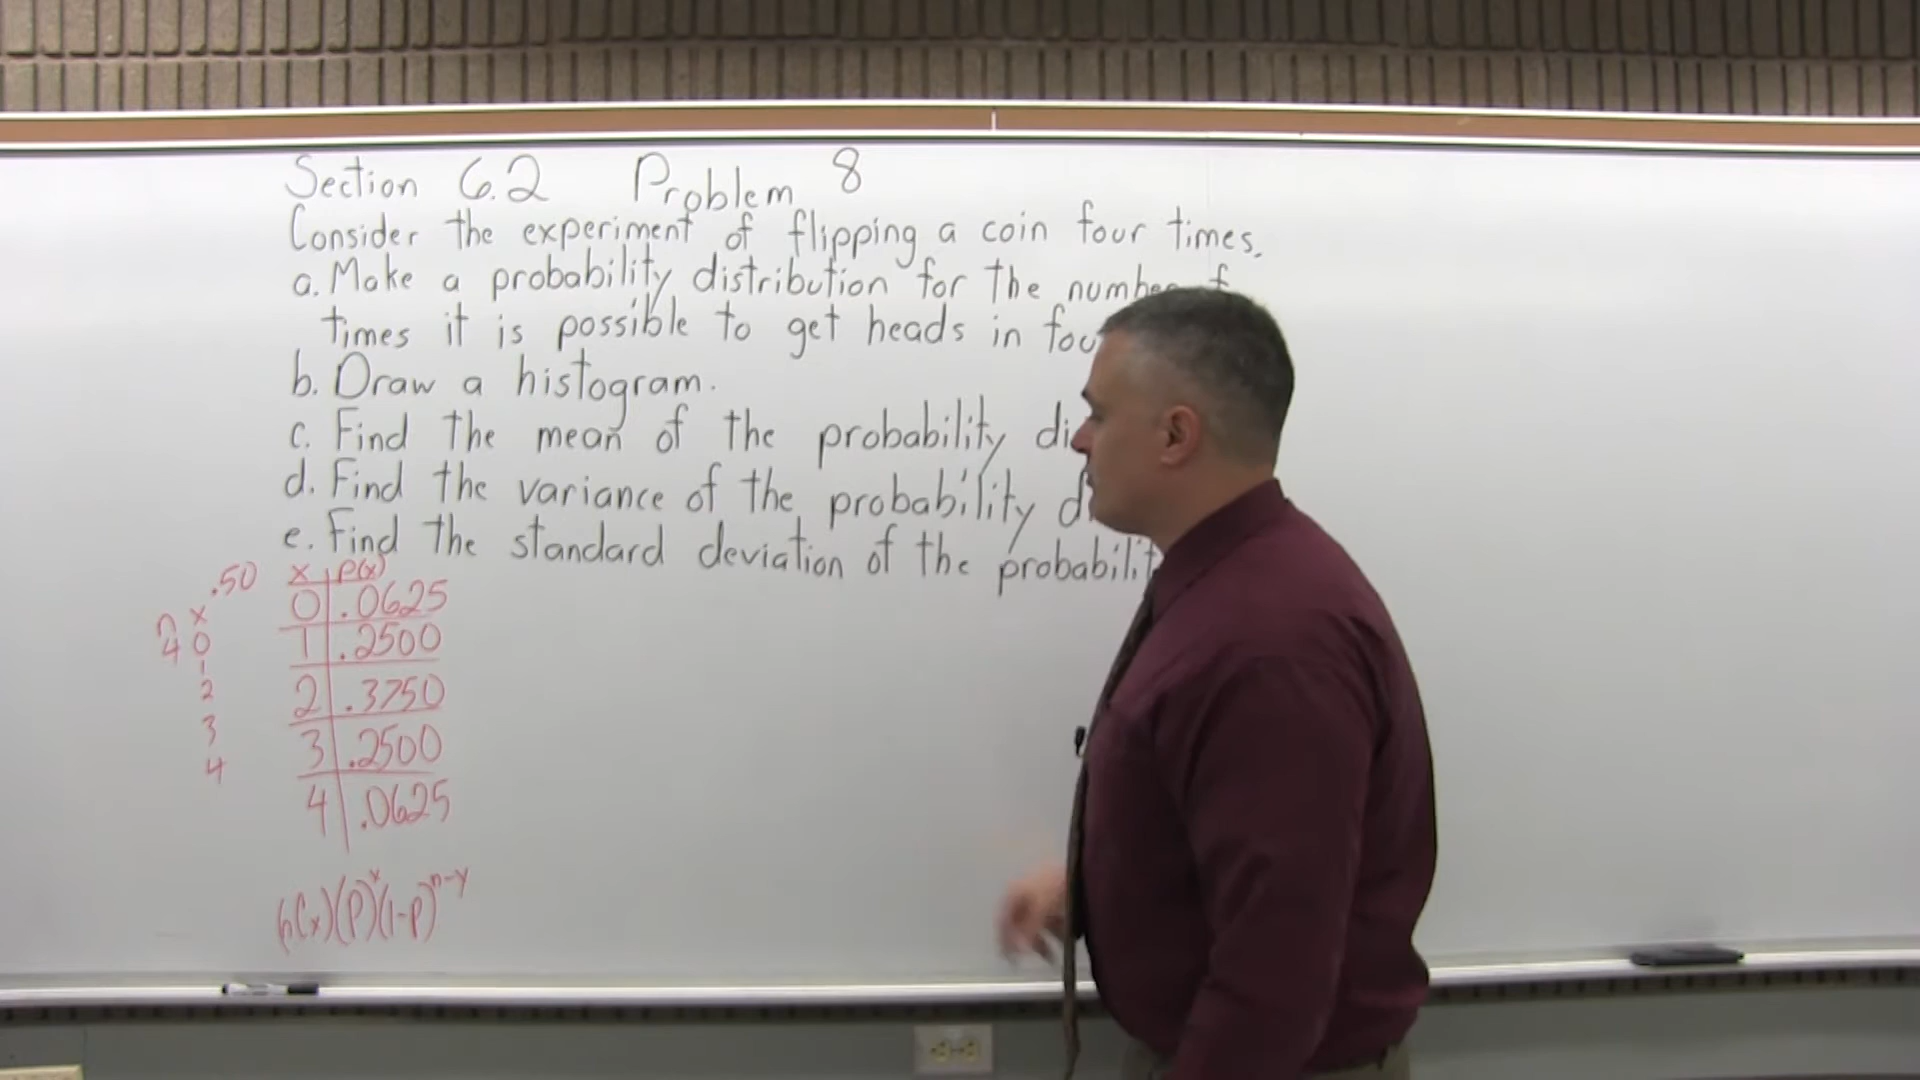 Section 6.2 Problem 8
Consider the experiment of flipping a coin four times.
a. Make a probability distribution for the number of
times it is possible to get heads in
b. Draw a histogram.
c. Find the mean of the probability
d. Find the variance of the probability
e. Find the standard deviation of the
.50
n x
4 0
1
2
3
4
x P(x)
0 .0625
1 .2500
2 .3750
3 .2500
4 .0625
(nCx)(p)^x(1-p)^n-x